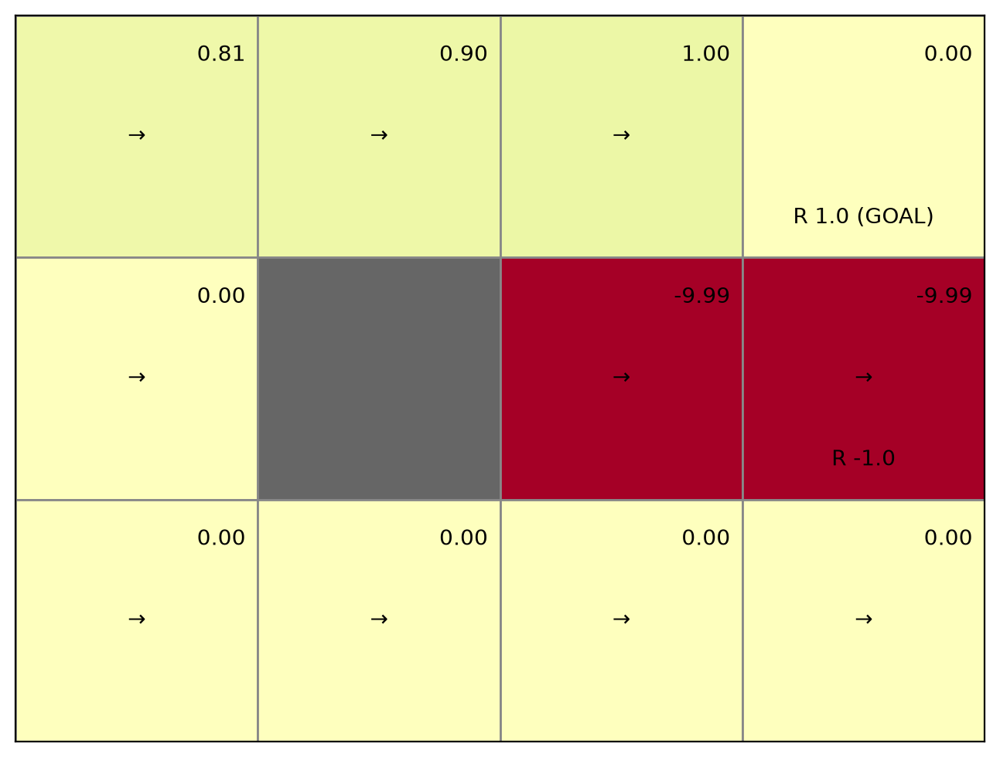 0.81 0.90 1.00 0.00
→ → →
R 1.0 (GOAL)
0.00 -9.99 -9.99
→ → →
R -1.0
0.00 0.00 0.00 0.00
→ → → →